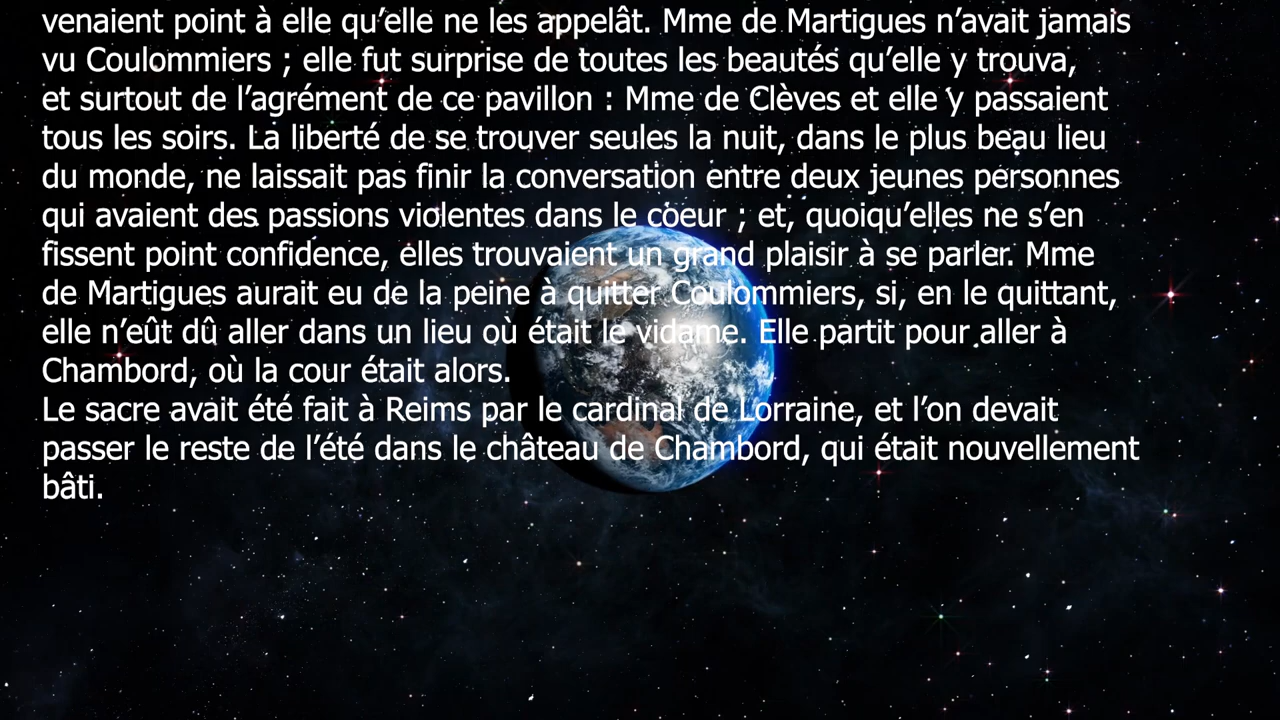 venaient point à elle qu’elle ne les appelât. Mme de Martigues n’avait jamais
vu Coulommiers ; elle fut surprise de toutes les beautés qu’elle y trouva,
et surtout de l’agrément de ce pavillon : Mme de Clèves et elle y passaient
tous les soirs. La liberté de se trouver seules la nuit, dans le plus beau lieu
du monde, ne laissait pas finir la conversation entre deux jeunes personnes
qui avaient des passions violentes dans le coeur ; et, quoiqu’elles ne s’en
fissent point confidence, elles trouvaient un grand plaisir à se parler. Mme
de Martigues aurait eu de la peine à quitter Coulommiers, si, en le quittant,
elle n’eût dû aller dans un lieu où était le vidame. Elle partit pour aller à
Chambord, où la cour était alors.
Le sacre avait été fait à Reims par le cardinal de Lorraine, et l’on devait
passer le reste de l’été dans le château de Chambord, qui était nouvellement
bâti.